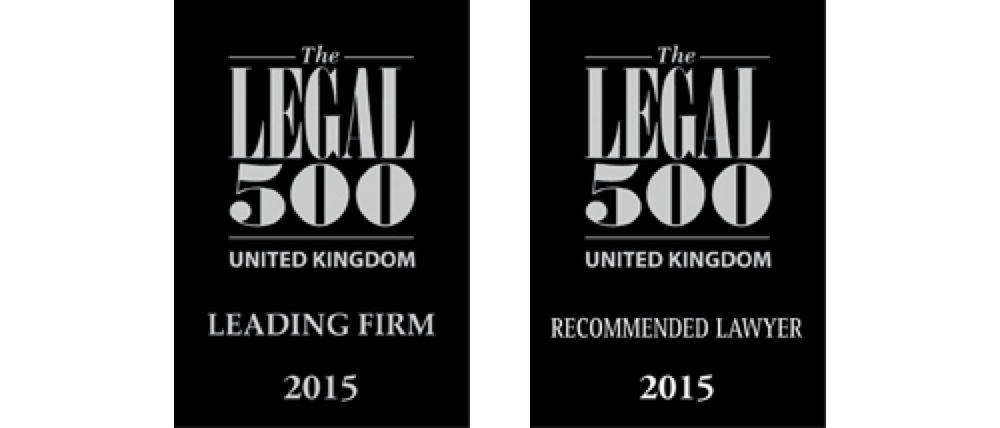 The
LEGAL
500
UNITED KINGDOM
LEADING FIRM
2015
The
LEGAL
500
UNITED KINGDOM
RECOMMENDED LAWYER
2015